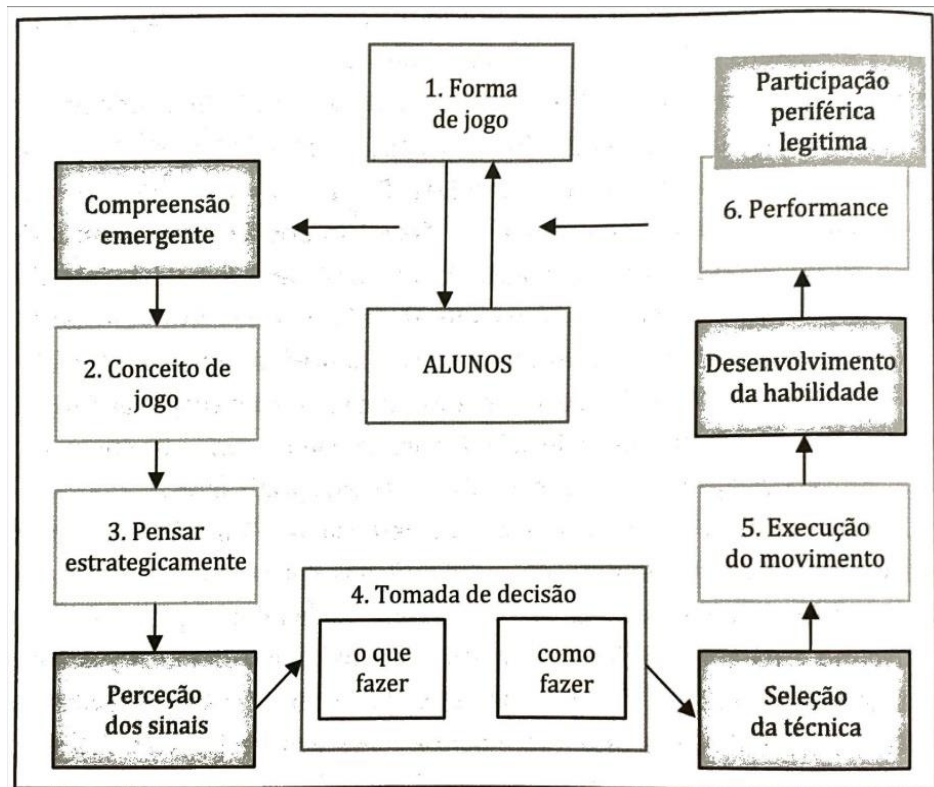 1. Forma
de jogo
Participação
periférica
legitima
6. Performance
Compreensão
emergente
2. Conceito de
jogo
ALUNOS
Desenvolvimento
da habilidade
3. Pensar
estrategicamente
5. Execução
do movimento
4. Tomada de decisão
o que
fazer
como
fazer
Perceção
dos sinais
Seleção
da técnica